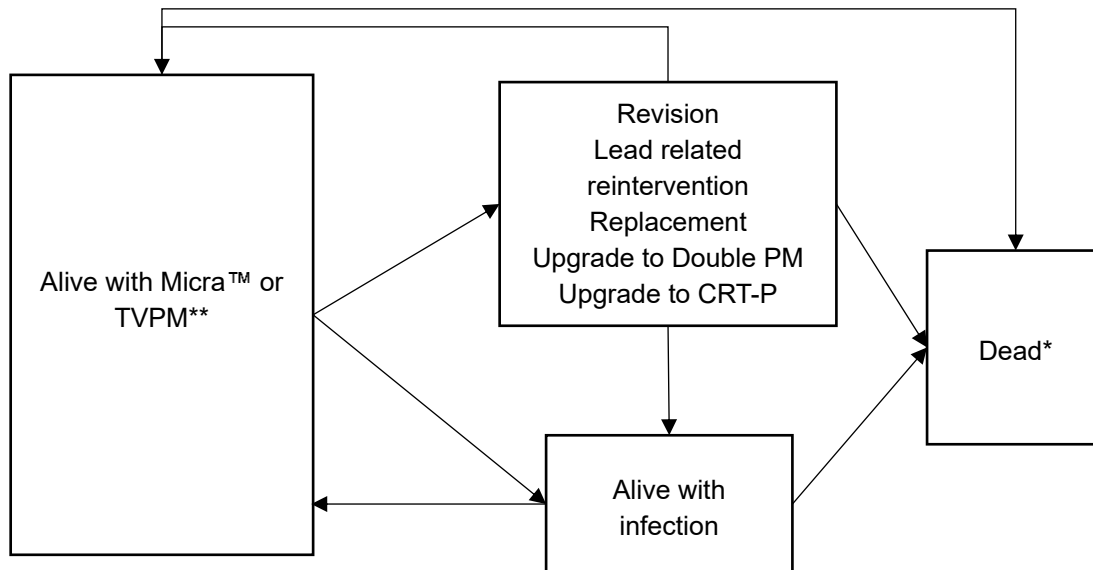 Revision
Lead related
reintervention
Replacement
Upgrade to Double PM
Upgrade to CRT-P
Alive with Micra™ or
TVPM**
Dead*
Alive with
infection